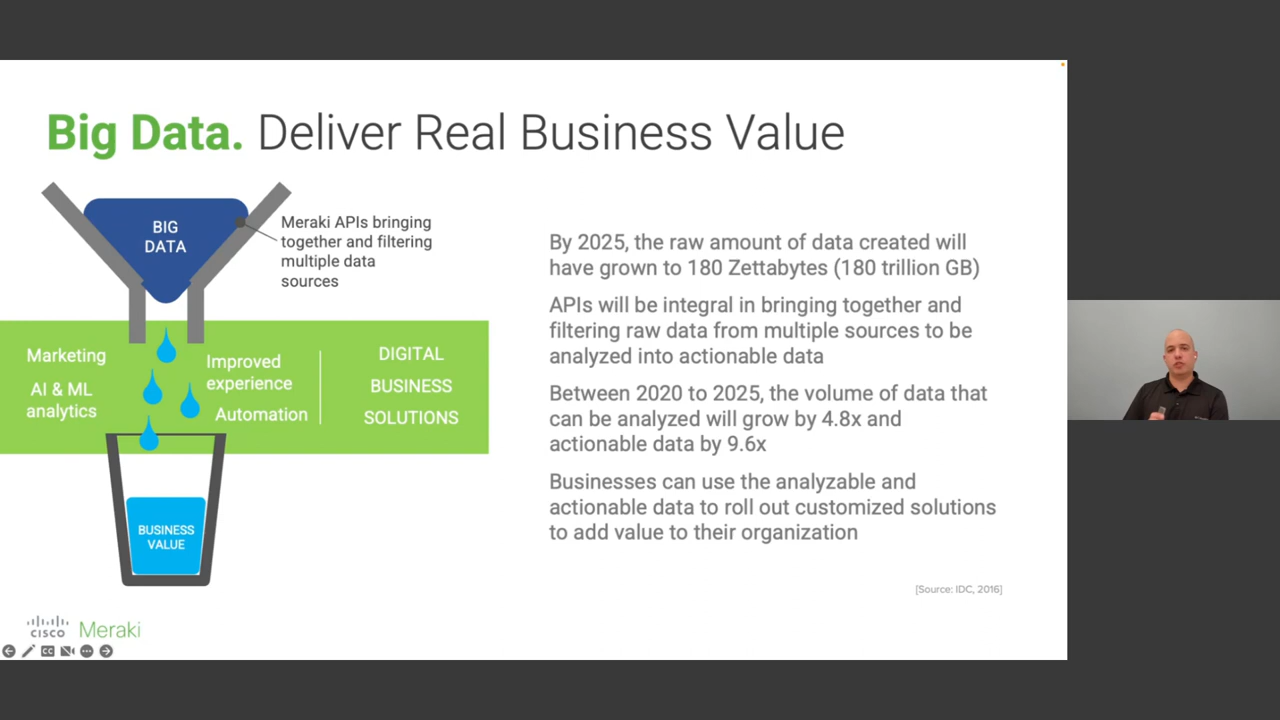 Big Data. Deliver Real Business Value
BIG
DATA
Meraki APIs bringing
together and filtering
multiple data
sources
Marketing
AI & ML
analytics
Improved
experience
Automation
DIGITAL
BUSINESS
SOLUTIONS
BUSINESS
VALUE
By 2025, the raw amount of data created will
have grown to 180 Zettabytes (180 trillion GB)
APIs will be integral in bringing together and
filtering raw data from multiple sources to be
analyzed into actionable data
Between 2020 to 2025, the volume of data that
can be analyzed will grow by 4.8x and
actionable data by 9.6x
Businesses can use the analyzable and
actionable data to roll out customized solutions
to add value to their organization
[Source: IDC, 2016]
CISCO Meraki
CC